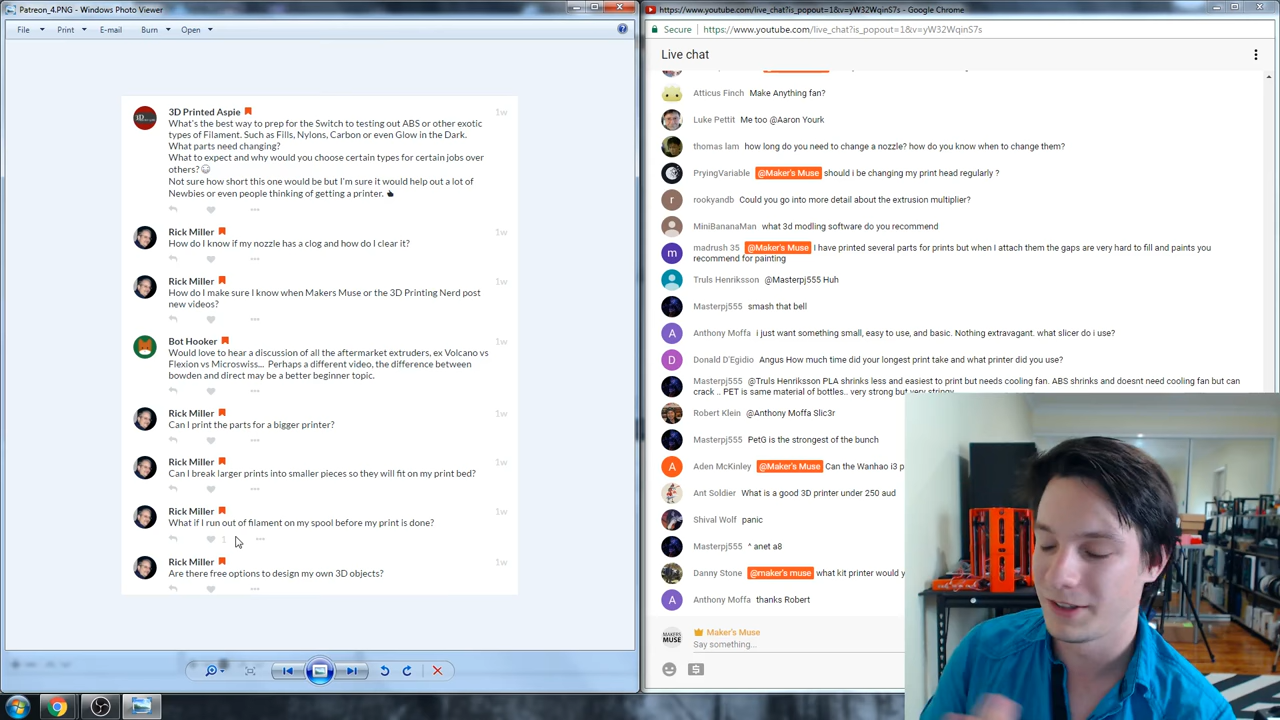 Patreon_4.PNG - Windows Photo Viewer
File
Print
E-mail
Burn
Open
3D Printed Aspie
1w
What's the best way to prep for the Switch to testing out ABS or other exotic
types of Filament. Such as Fills, Nylons, Carbon or even Glow in the Dark.
What parts need changing?
What to expect and why would you choose certain types for certain jobs over
others?
Not sure how short this one would be but I'm sure it would help out a lot of
Newbies or even people thinking of getting a printer.
Rick Miller
1w
How do I know if my nozzle has a clog and how do I clear it?
Rick Miller
1w
How do I make sure I know when Makers Muse or the 3D Printing Nerd post
new videos?
Bot Hooker
1w
Would love to hear a discussion of all the aftermarket extruders, ex Volcano vs
Flexion vs Microswiss... Perhaps a different video, the difference between
bowden and direct may be a better beginner topic.
Rick Miller
1w
Can I print the parts for a bigger printer?
Rick Miller
1w
Can I break larger prints into smaller pieces so they will fit on my print bed?
Rick Miller
1w
What if I run out of filament on my spool before my print is done?
1
Rick Miller
1w
Are there free options to design my own 3D objects?
https://www.youtube.com/live_chat?is_popout=1&v=yW32WqinS7s - Google Chrome
Secure https://www.youtube.com/live_chat?is_popout=1&v=yW32WqinS7s
Live chat
Atticus Finch Make Anything fan?
Luke Pettit Me too @Aaron Yourk
thomas lam how long do you need to change a nozzle? how do you know when to change them?
PryingVariable @Maker's Muse should i be changing my print head regularly ?
r rookyandb Could you go into more detail about the extrusion multiplier?
MiniBananaMan what 3d modling software do you recommend
m madrush 35 @Maker's Muse I have printed several parts for prints but when I attach them the gaps are very hard to fill and paints you
recommend for painting
Truls Henriksson @Masterpj555 Huh
Masterpj555 smash that bell
A Anthony Moffa i just want something small, easy to use, and basic. Nothing extravagant. what slicer do i use?
D Donald D'Egidio Angus How much time did your longest print take and what printer did you use?
Masterpj555 @Truls Henriksson PLA shrinks less and easiest to print but needs cooling fan. ABS shrinks and doesnt need cooling fan but can
crack .. PET is same material of bottles.. very strong but very stringy
Robert Klein @Anthony Moffa Slic3r
Masterpj555 PetG is the strongest of the bunch
A Aden McKinley @Maker's Muse Can the Wanhao i3 p
Ant Soldier What is a good 3D printer under 250 aud
Shival Wolf panic
Masterpj555 ^ anet a8
Danny Stone @maker's muse what kit printer would y
A Anthony Moffa thanks Robert
MAKERS
MUSE
Maker's Muse
Say something...